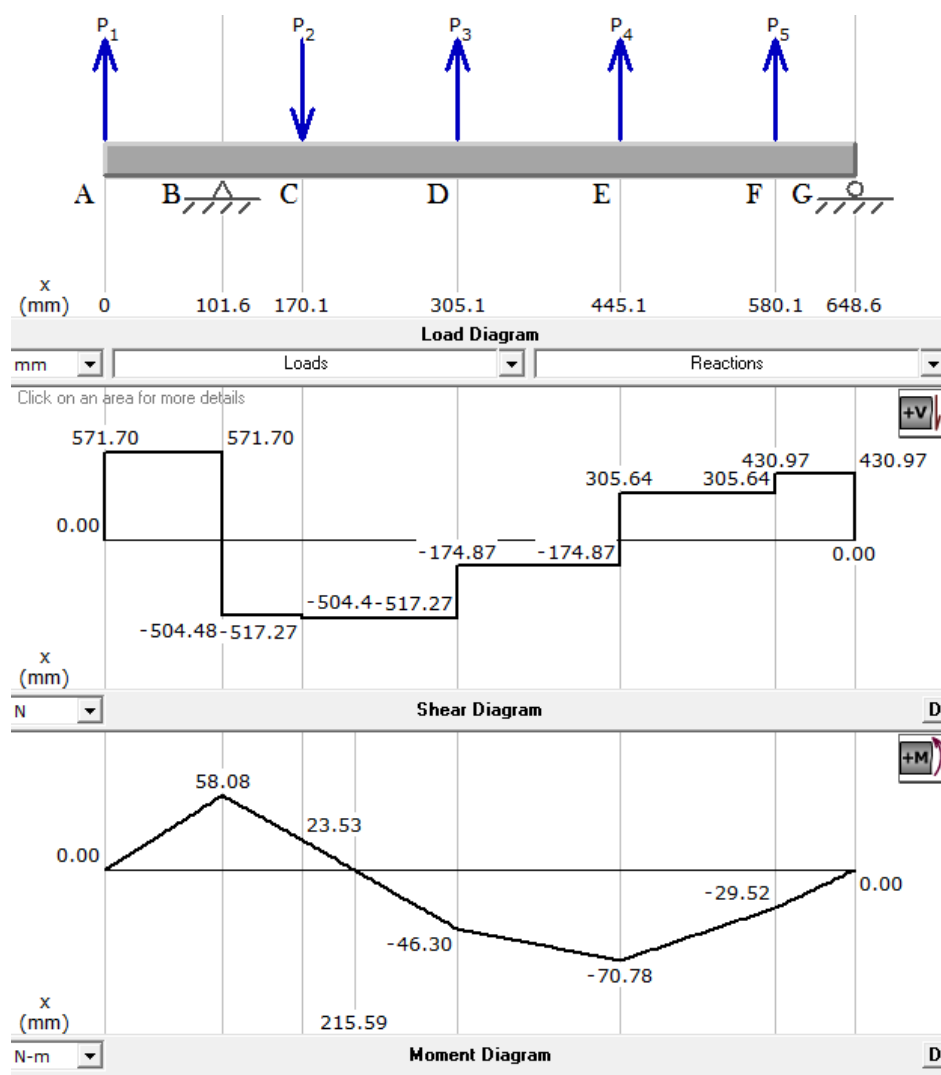 P1 P2 P3 P4 P5
A B C D E F G
x
(mm) 0 101.6 170.1 305.1 445.1 580.1 648.6
Load Diagram
mm Loads Reactions
Click on an area for more details
+V
571.70 571.70
430.97 430.97
305.64 305.64
0.00
-174.87 -174.87
0.00
-504.4 -517.27
-504.48 -517.27
x
(mm)
N Shear Diagram D
+M
58.08
23.53
0.00
0.00
-29.52
-46.30
-70.78
x
(mm) 215.59
N-m Moment Diagram D